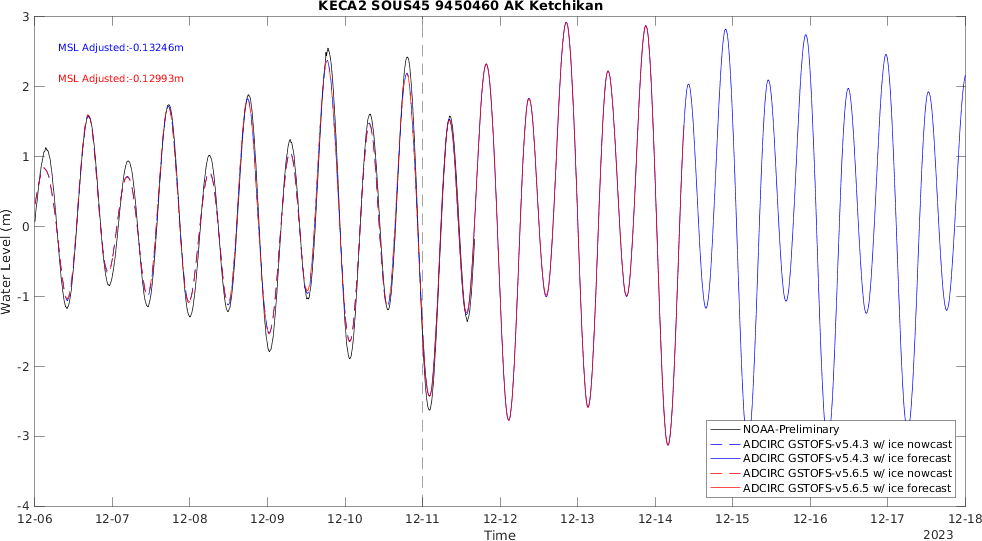 KECA2 SOUS45 9450460 AK Ketchikan
MSL Adjusted:-0.13246m
MSL Adjusted:-0.12993m
Water Level (m)
3
2
1
0
-1
-2
-3
-4
NOAA-Preliminary
ADCIRC GSTOFS-v5.4.3 w/ ice nowcast
ADCIRC GSTOFS-v5.4.3 w/ ice forecast
ADCIRC GSTOFS-v5.6.5 w/ ice nowcast
ADCIRC GSTOFS-v5.6.5 w/ ice forecast
12-06 12-07 12-08 12-09 12-10 12-11 12-12 12-13 12-14 12-15 12-16 12-17 12-18
Time
2023